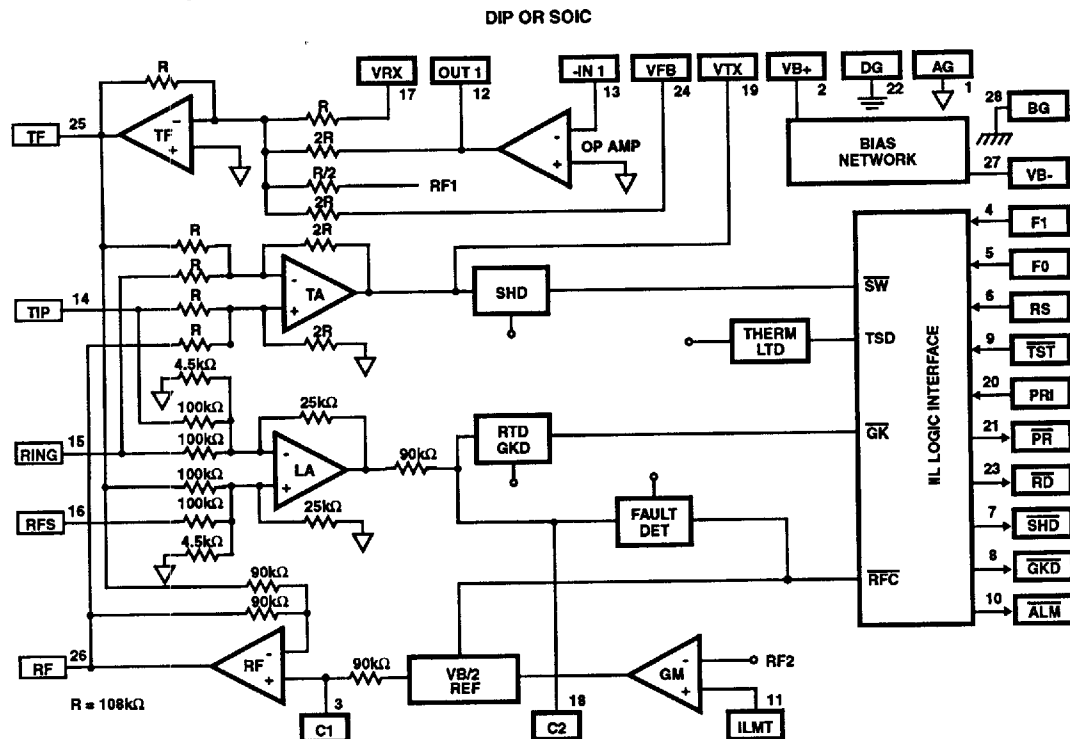 DIP OR SOIC
R
VRX
17
OUT 1
12
-IN 1
13
VFB
24
VTX
19
VB+
2
DG
22
AG
1
28
BG
TF
25
TF
-
+
R
2R
R/2
RF1
2R
-
+
OP AMP
BIAS
NETWORK
27
VB-
R
R
R
R
2R
-
+
TA
2R
SHD
TIP
14
THERM
LTD
4.5kΩ
100kΩ
100kΩ
100kΩ
100kΩ
4.5kΩ
25kΩ
-
+
LA
25kΩ
90kΩ
RING
15
RFS
16
RTD
GKD
FAULT
DET
SW
TSD
GK
RFC
IIL LOGIC INTERFACE
4
F1
5
F0
6
RS
9
TST
20
PRI
21
PR
23
RD
7
SHD
8
GKD
10
ALM
90kΩ
90kΩ
RF
26
RF
-
+
90kΩ
VB/2
REF
GM
-
+
RF2
11
ILMT
R = 108kΩ
3
C1
18
C2